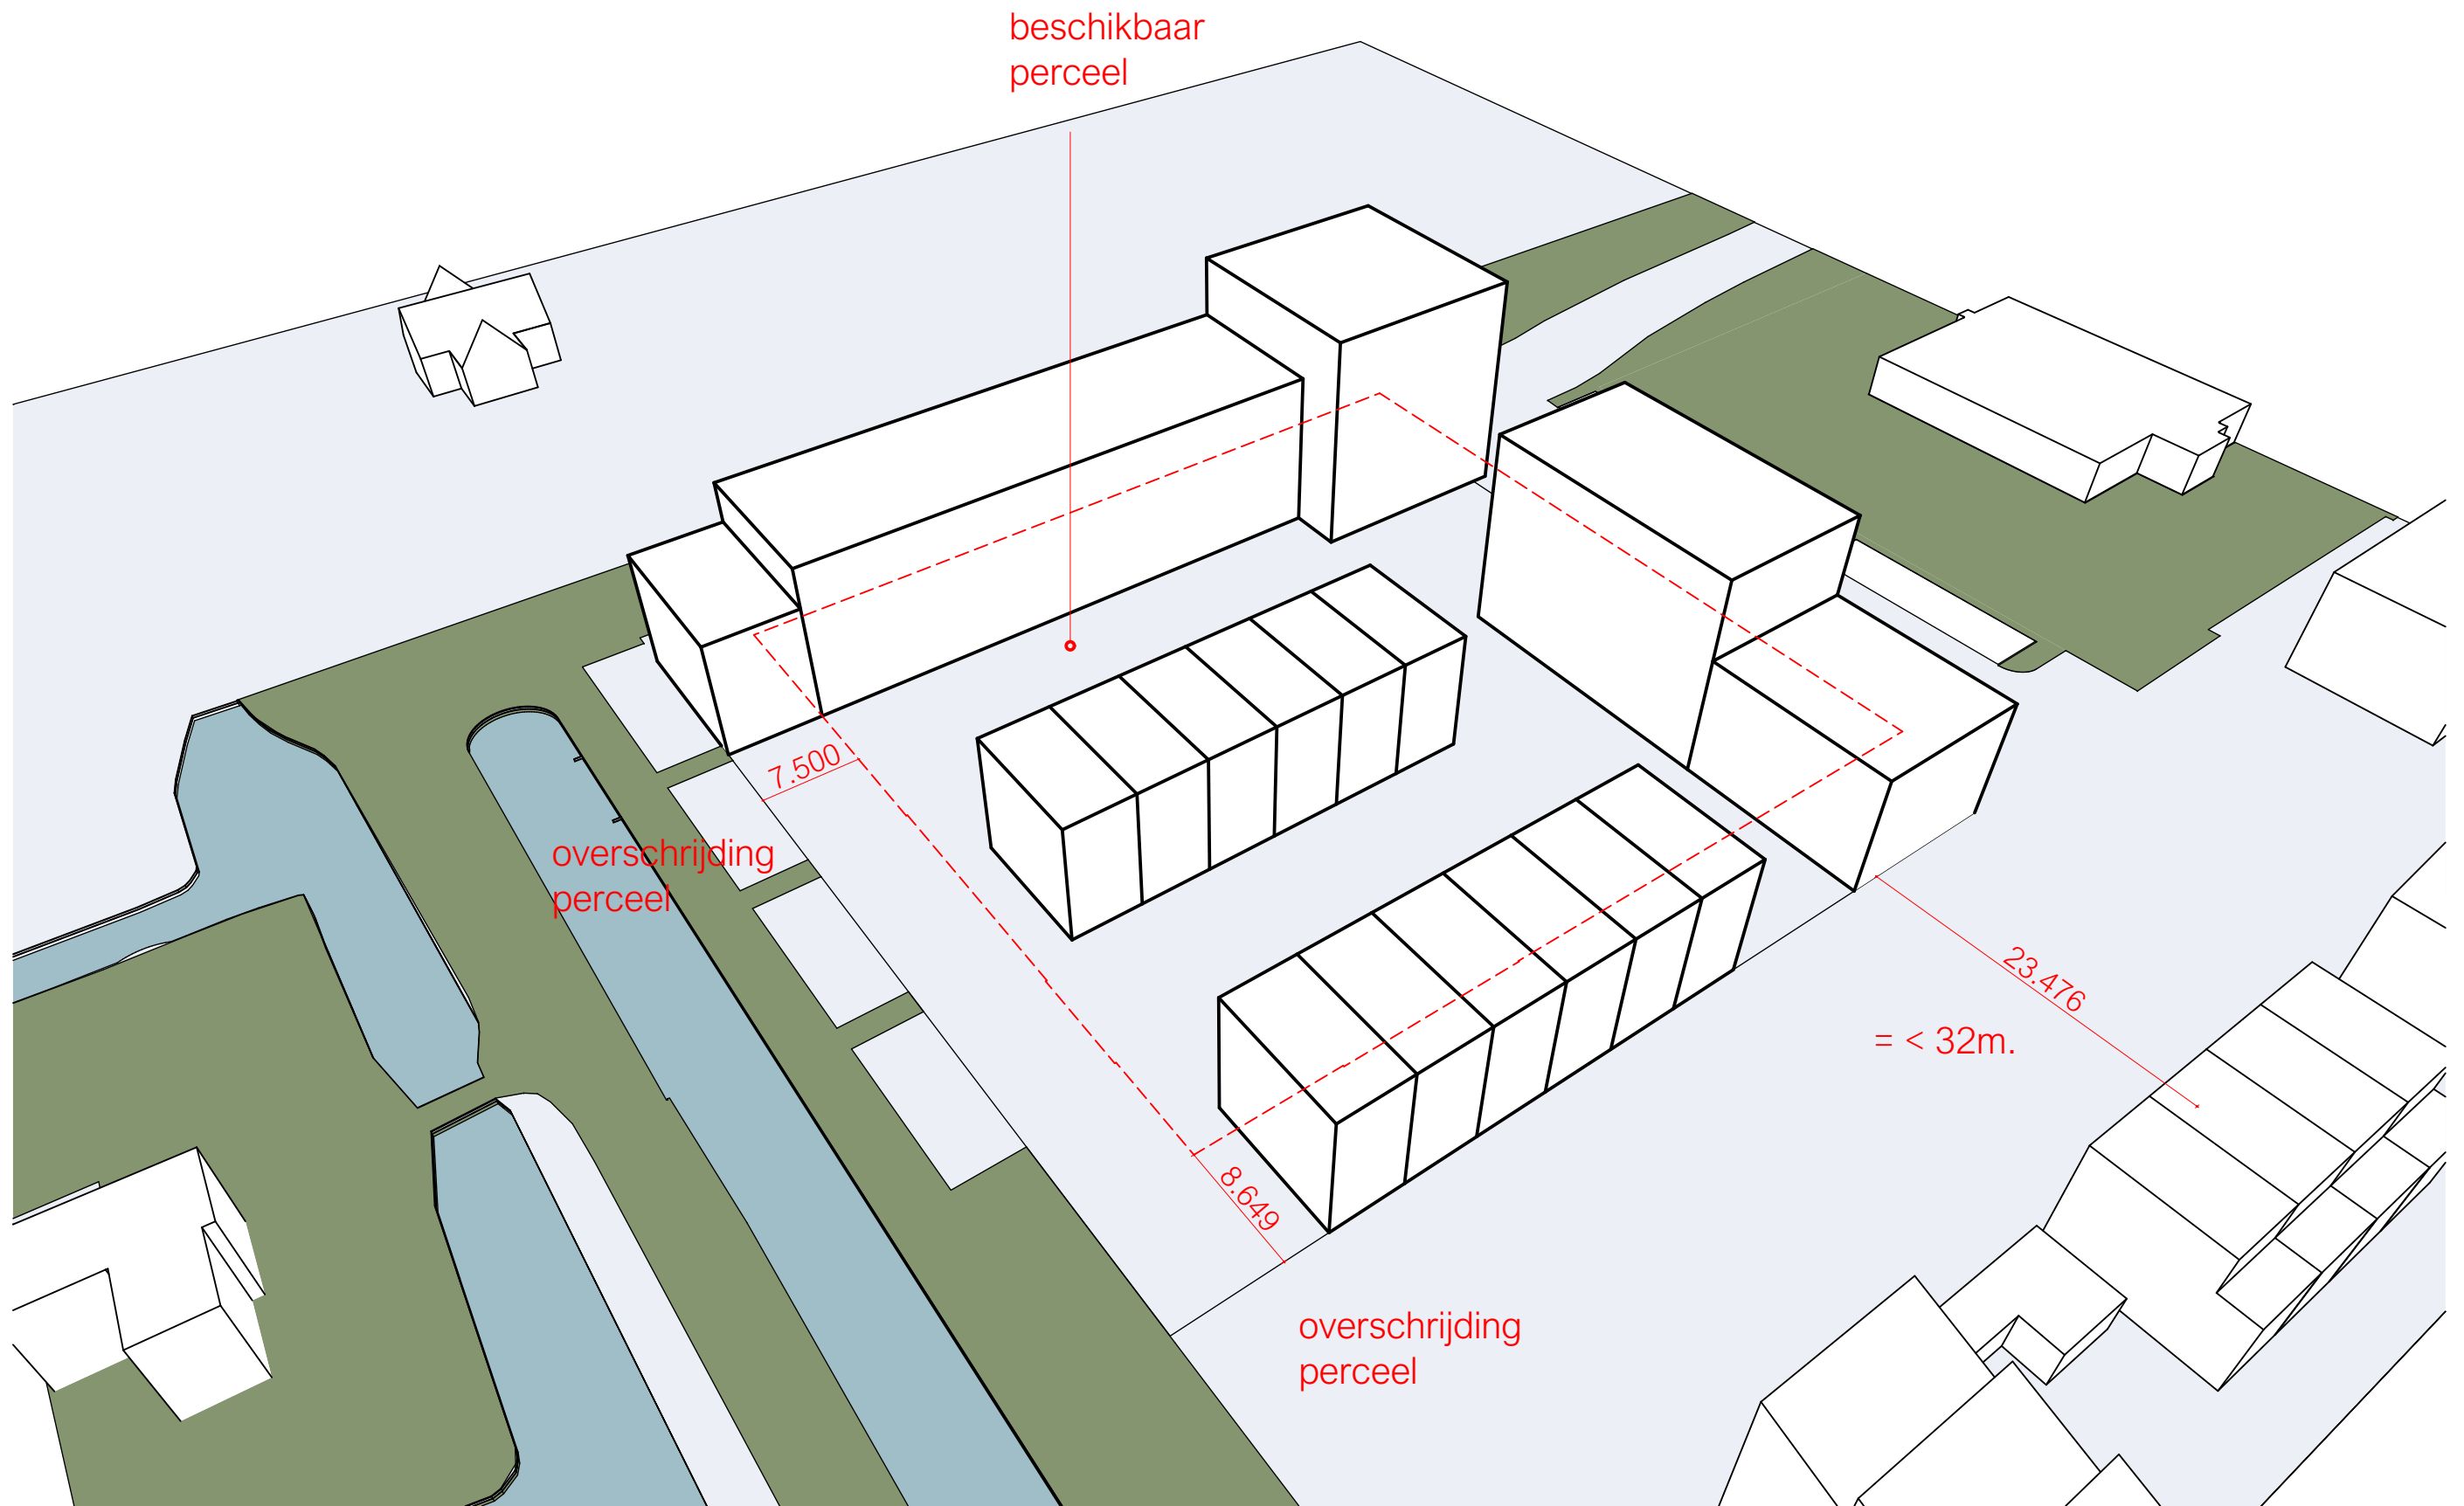 beschikbaar
perceel
7.500
overschrijding
perceel
23.476
= < 32m.
8.649
overschrijding
perceel